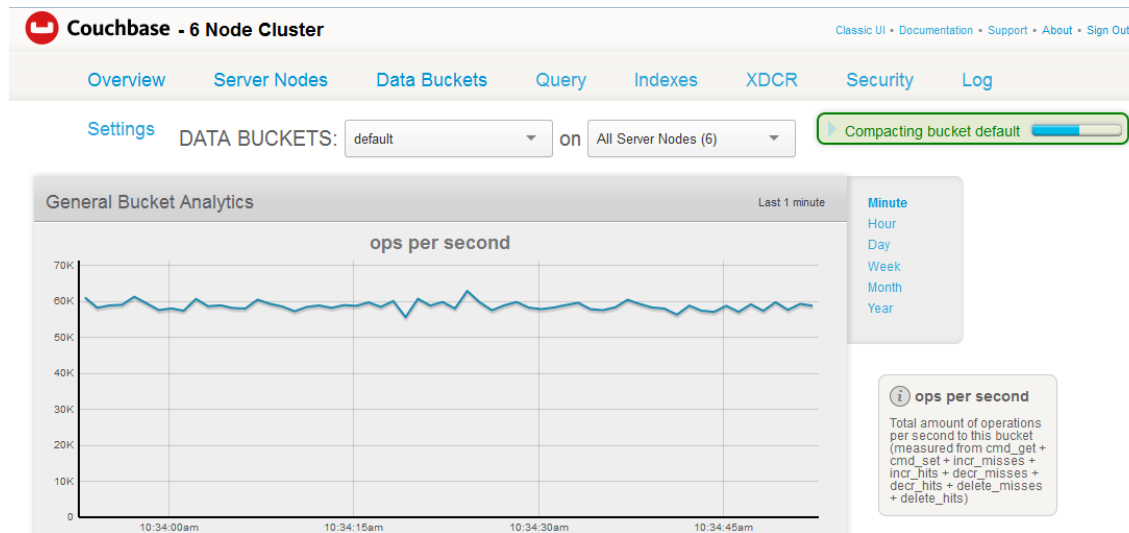 Couchbase - 6 Node Cluster
Classic UI • Documentation • Support • About • Sign Out
Overview Server Nodes Data Buckets Query Indexes XDCR Security Log
Settings
DATA BUCKETS: default on All Server Nodes (6)
Compacting bucket default
General Bucket Analytics
Last 1 minute
ops per second
70K
60K
50K
40K
30K
20K
10K
0
10:34:00am 10:34:15am 10:34:30am 10:34:45am
Minute
Hour
Day
Week
Month
Year
i ops per second
Total amount of operations
per second to this bucket
(measured from cmd_get +
cmd_set + incr_misses +
incr_hits + decr_misses +
decr_hits + delete_misses
+ delete_hits)